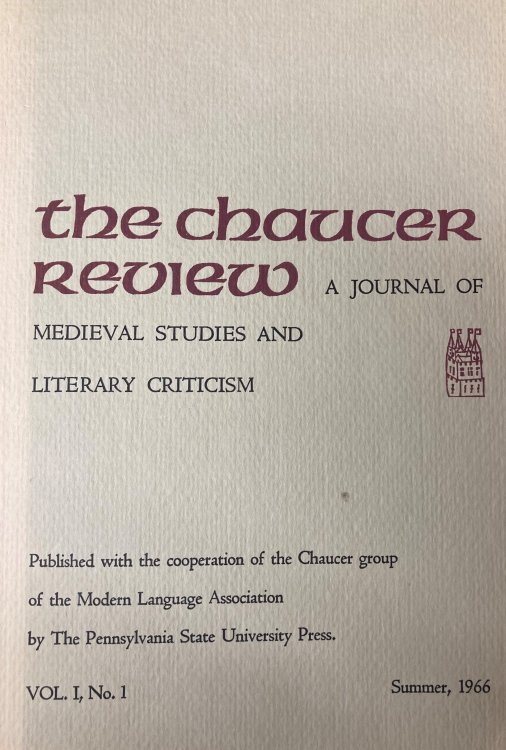 the chaucer
review A JOURNAL OF
MEDIEVAL STUDIES AND
LITERARY CRITICISM
Published with the cooperation of the Chaucer group
of the Modern Language Association
by The Pennsylvania State University Press.
VOL. I, No. 1 Summer, 1966